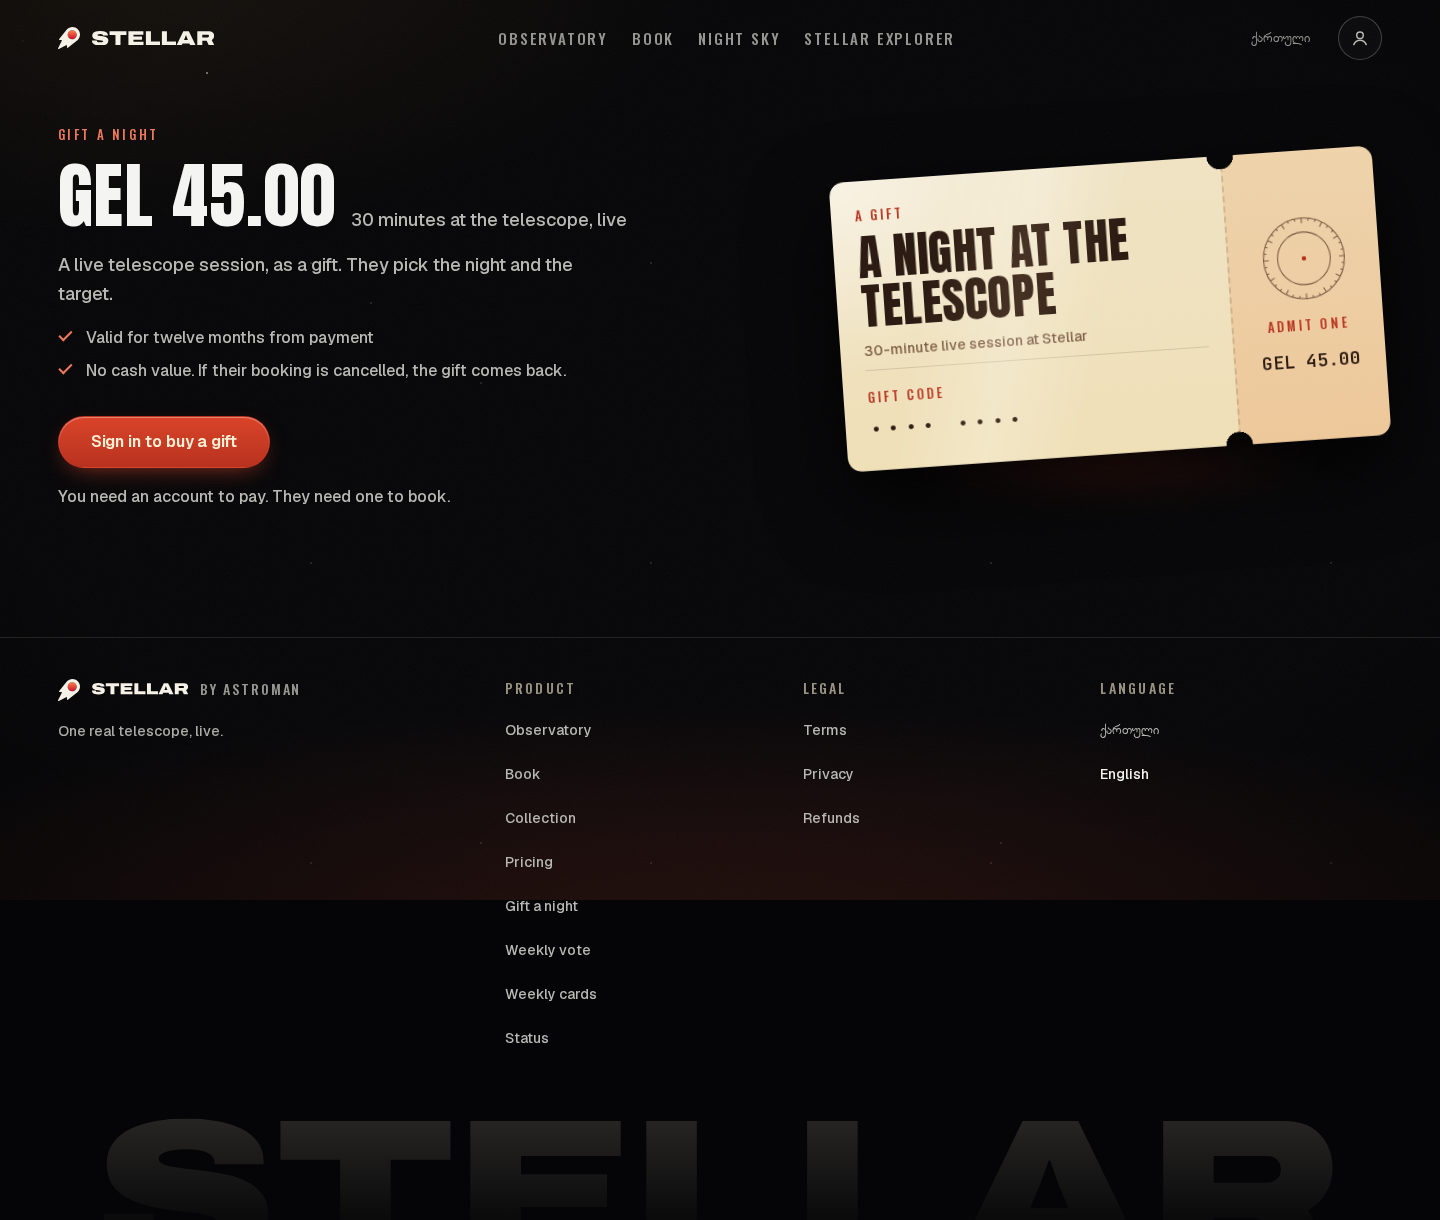 STELLAR
OBSERVATORY BOOK NIGHT SKY STELLAR EXPLORER
ქართული
GIFT A NIGHT
GEL 45.00 30 minutes at the telescope, live
A live telescope session, as a gift. They pick the night and the
target.
Valid for twelve months from payment
No cash value. If their booking is cancelled, the gift comes back.
Sign in to buy a gift
You need an account to pay. They need one to book.
A GIFT
A NIGHT AT THE
TELESCOPE
30-minute live session at Stellar
GIFT CODE
•••• ••••
ADMIT ONE
GEL 45.00
STELLAR BY ASTROMAN
One real telescope, live.
PRODUCT
Observatory
Book
Collection
Pricing
Gift a night
Weekly vote
Weekly cards
Status
LEGAL
Terms
Privacy
Refunds
LANGUAGE
ქართული
English
STELLAR